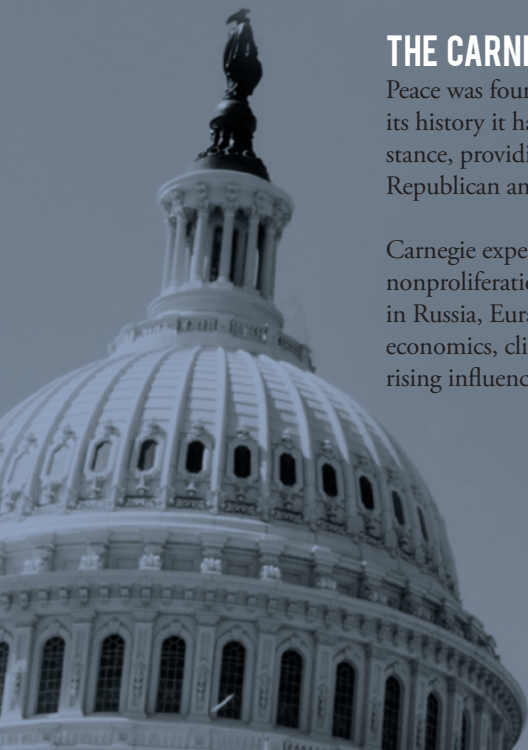 THE CARNE
Peace was foun
its history it ha
stance, providi
Republican an
Carnegie expe
nonproliferatio
in Russia, Eura
economics, cli
rising influenc